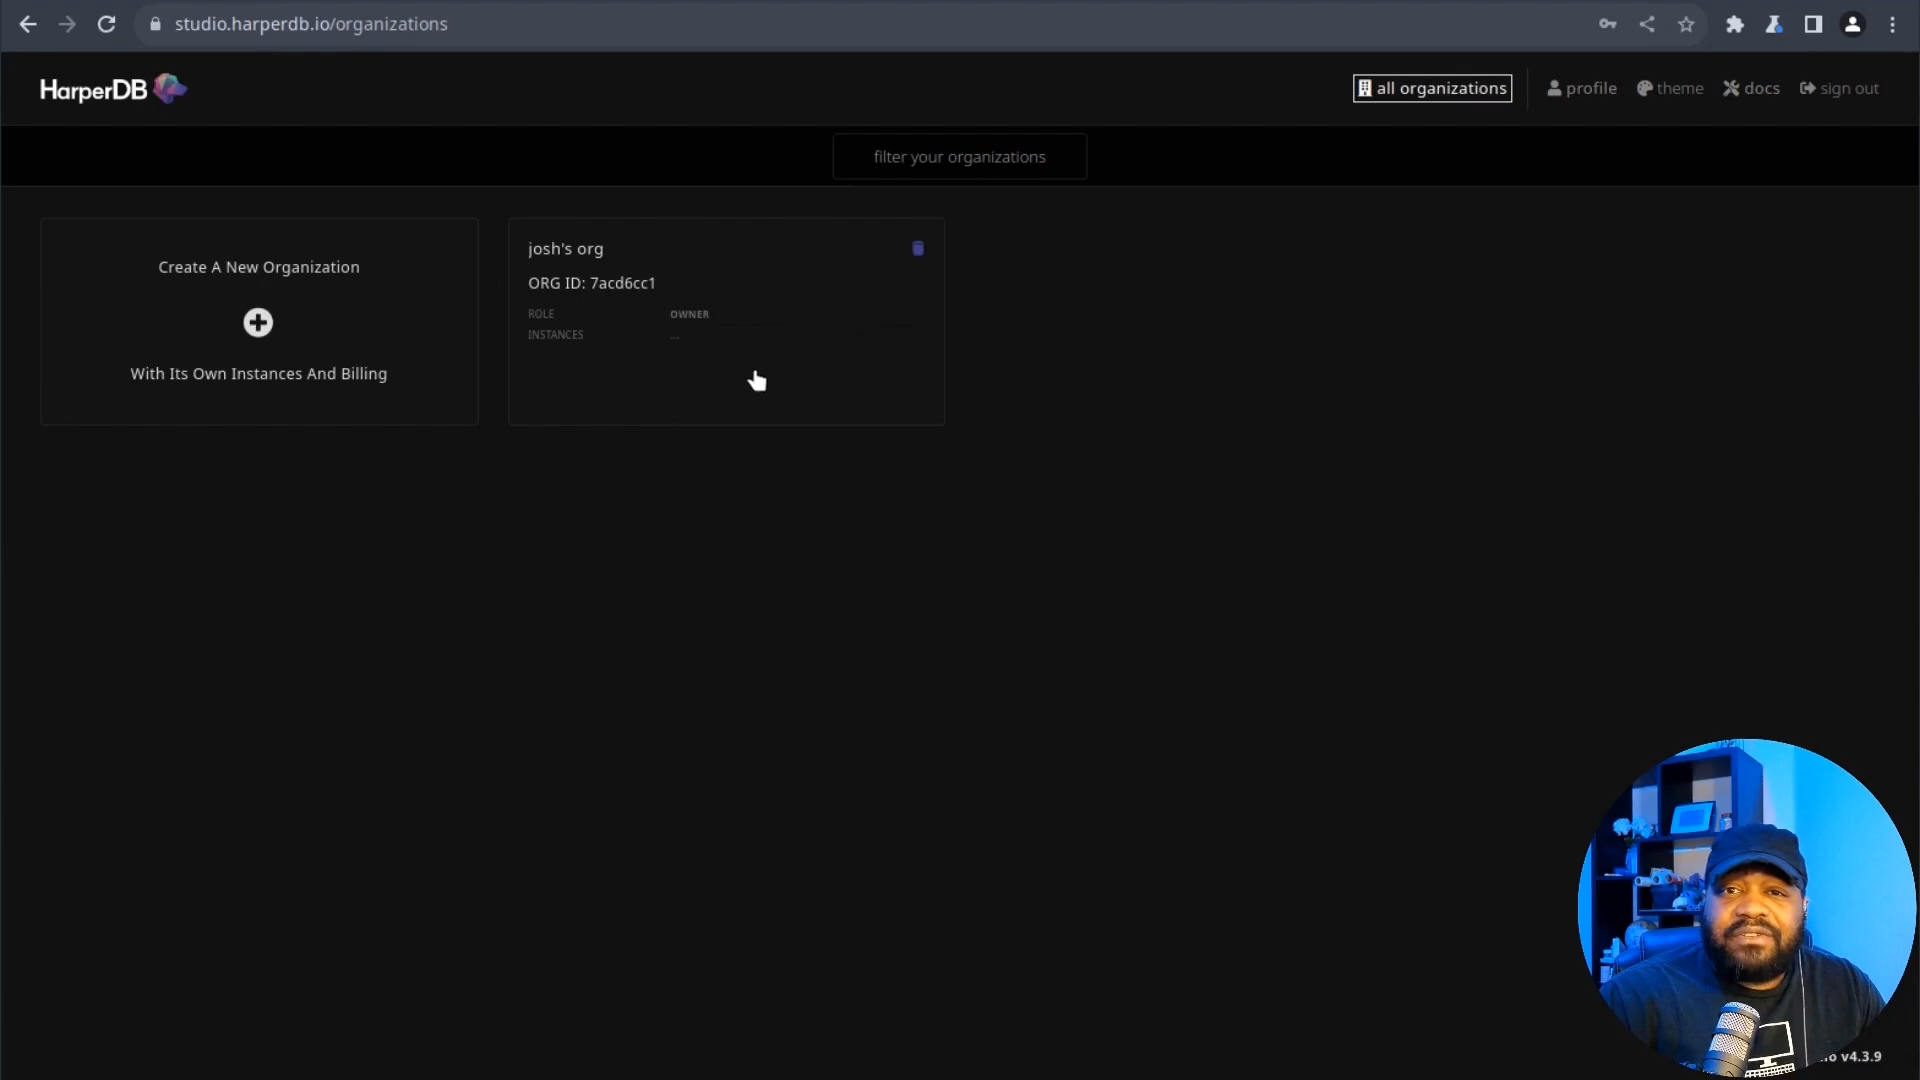 studio.harperdb.io/organizations
HarperDB
all organizations
profile
theme
docs
sign out
filter your organizations
Create A New Organization
With Its Own Instances And Billing
josh's org
ORG ID: 7acd6cc1
ROLE OWNER
INSTANCES ...
v4.3.9